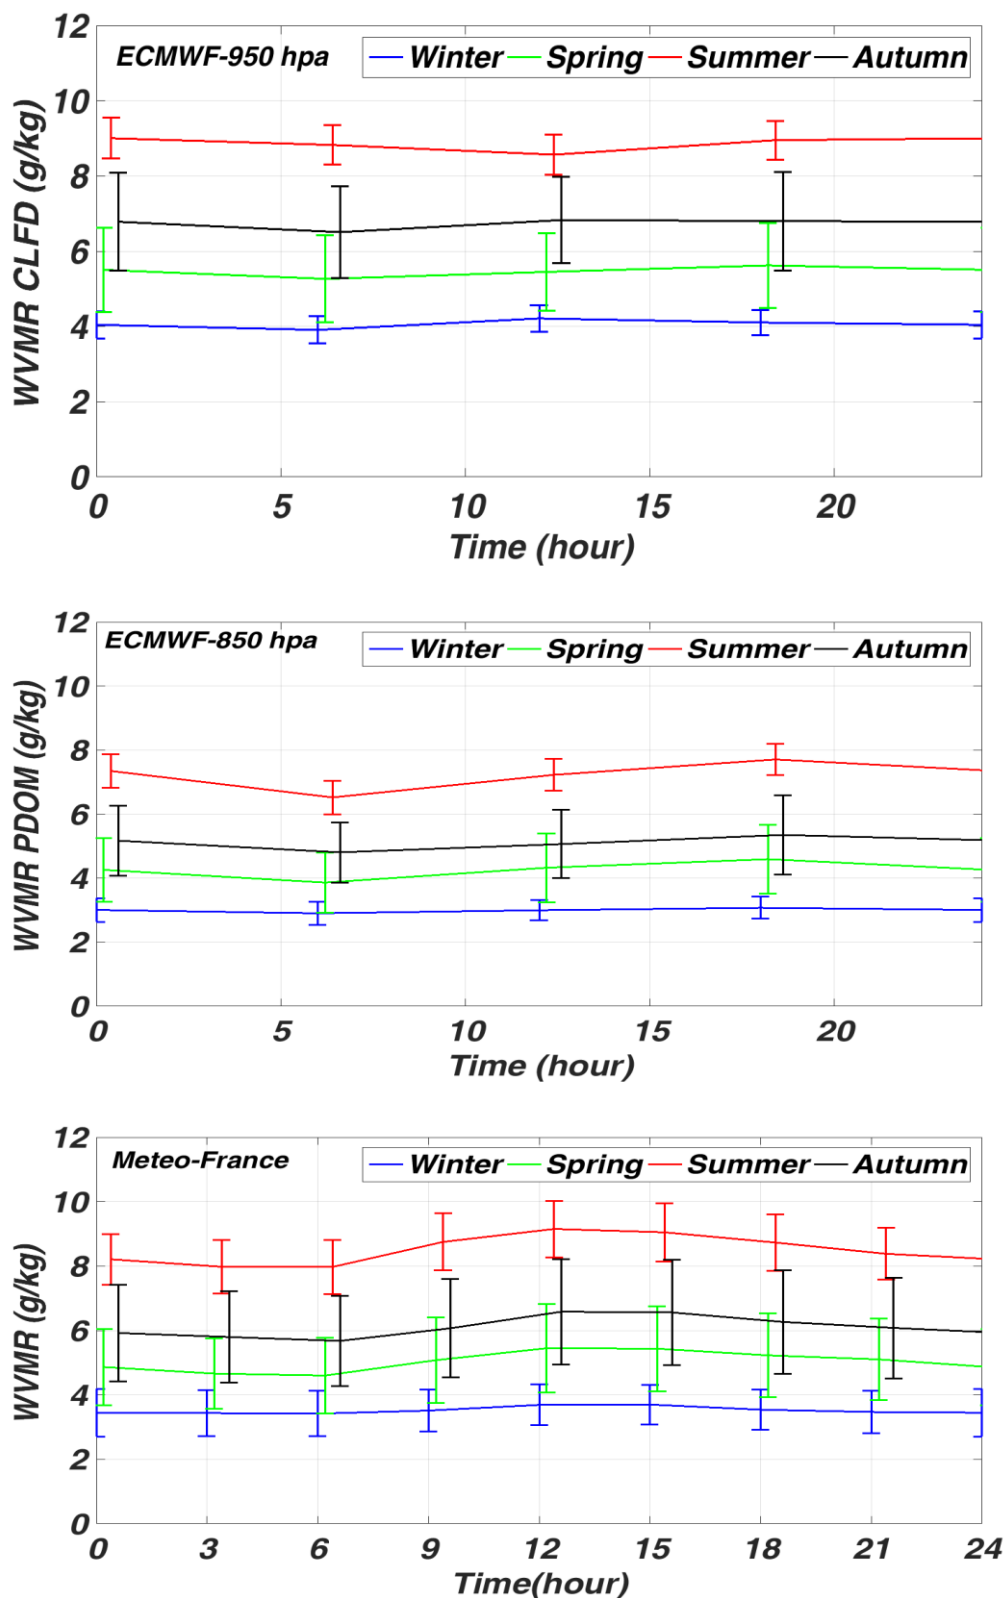 ECMWF-950 hpa
Winter Spring Summer Autumn
WVMR CLFD (g/kg)
12
10
8
6
4
2
0
0 5 10 15 20
Time (hour)
ECMWF-850 hpa
Winter Spring Summer Autumn
WVMR PDOM (g/kg)
12
10
8
6
4
2
0
0 5 10 15 20
Time (hour)
Meteo-France
Winter Spring Summer Autumn
WVMR (g/kg)
12
10
8
6
4
2
0
0 3 6 9 12 15 18 21 24
Time(hour)